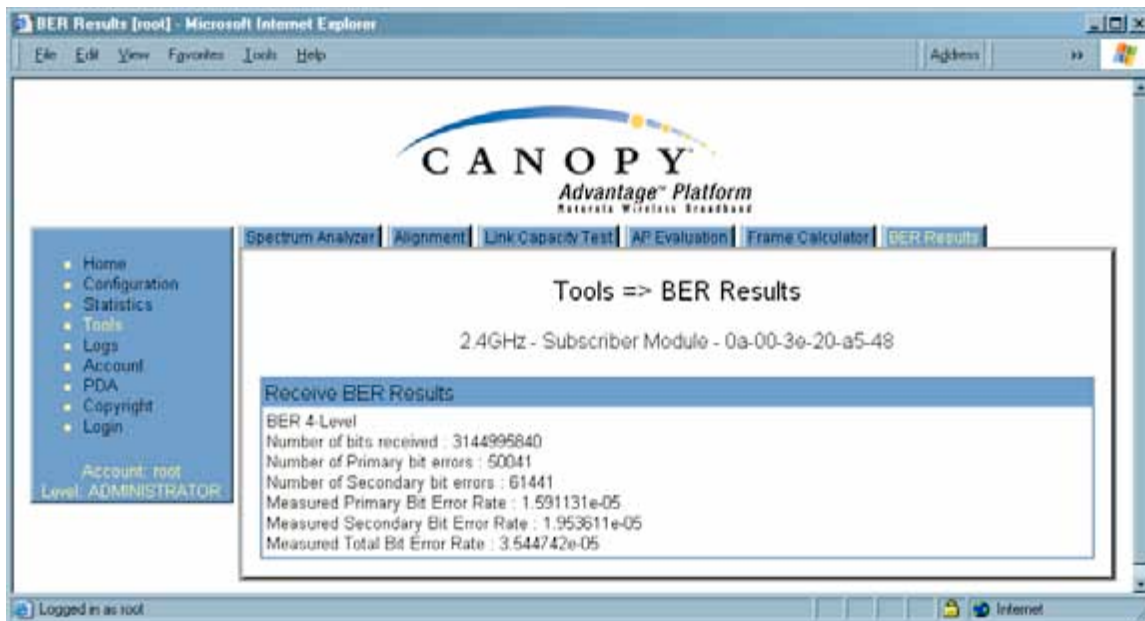 BER Results [root] - Microsoft Internet Explorer
File Edit View Favorites Tools Help Address »
CANOPY
Advantage™ Platform
Motorola Wireless Broadband
Spectrum Analyzer Alignment Link Capacity Test AP Evaluation Frame Calculator BER Results
Home
Configuration
Statistics
Tools
Logs
Account
PDA
Copyright
Login
Account: root
Level: ADMINISTRATOR
Tools => BER Results
2.4GHz - Subscriber Module - 0a-00-3e-20-a5-48
Receive BER Results
BER 4-Level
Number of bits received : 3144995840
Number of Primary bit errors : 50041
Number of Secondary bit errors : 61441
Measured Primary Bit Error Rate : 1.591131e-05
Measured Secondary Bit Error Rate : 1.953611e-05
Measured Total Bit Error Rate : 3.544742e-05
Logged in as root Internet